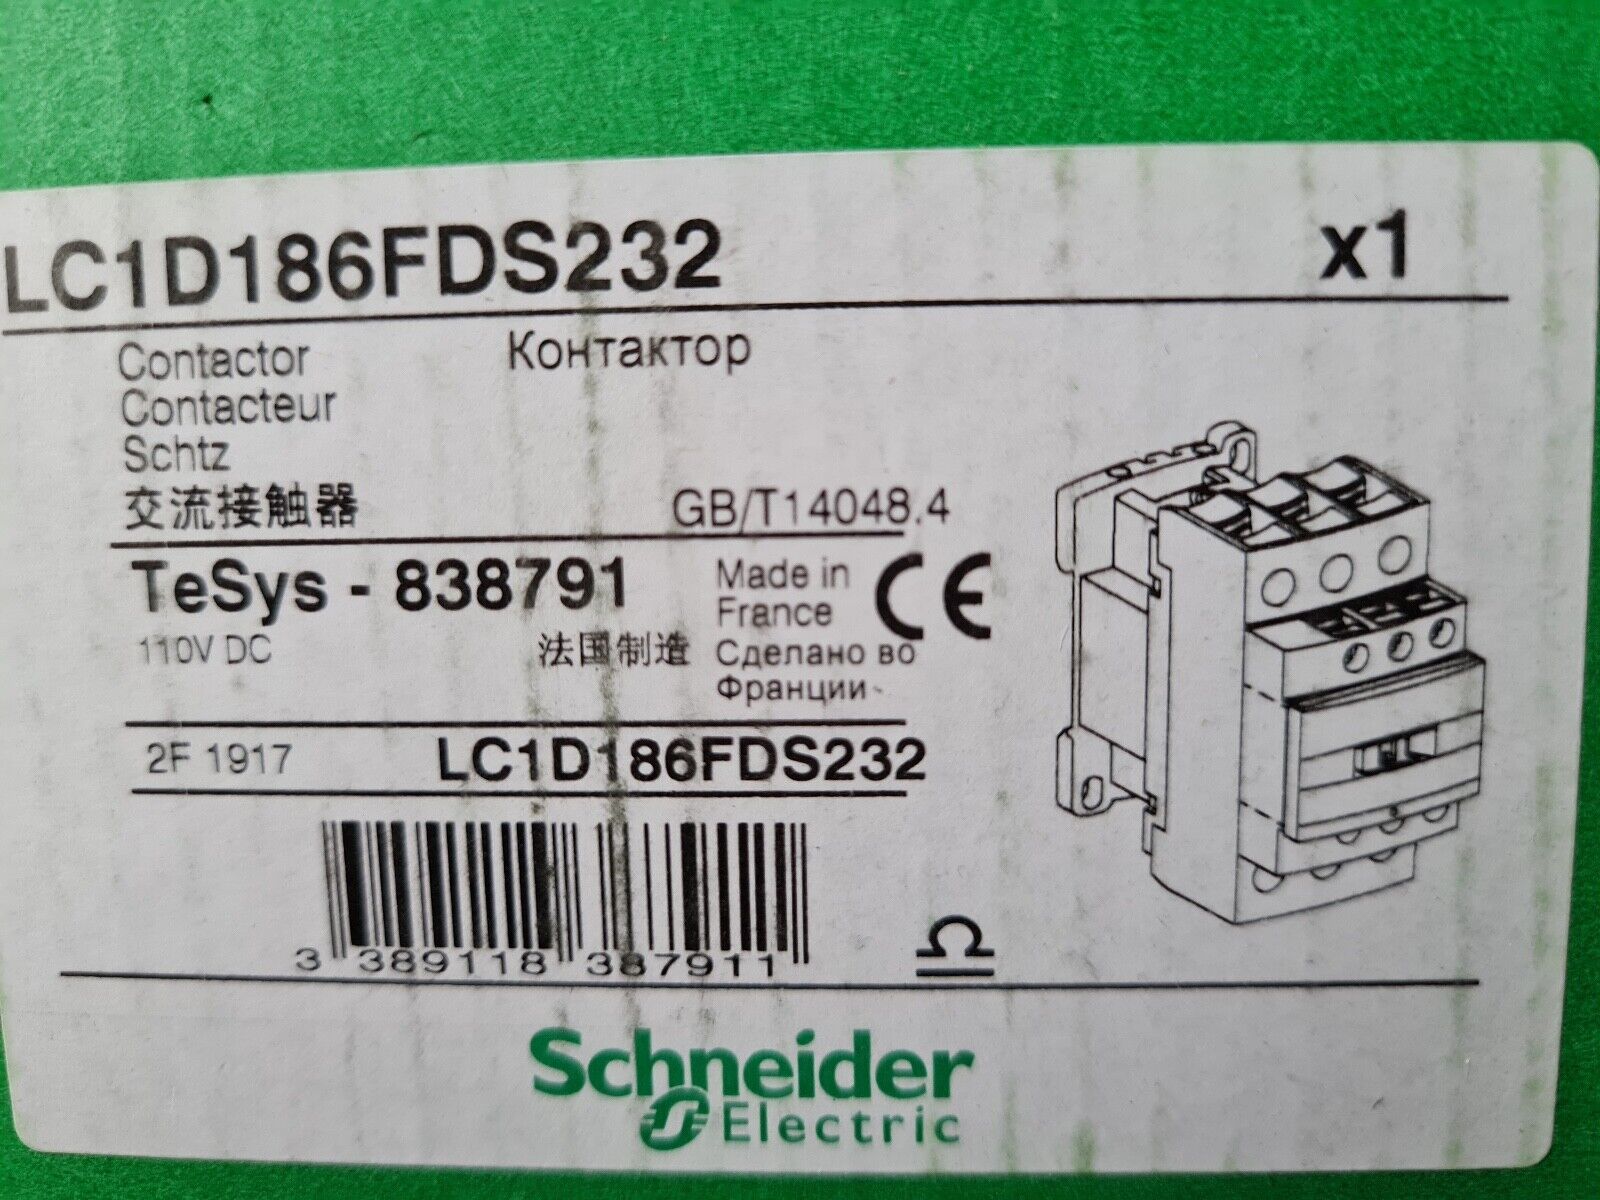 LC1D186FDS232 x1
Contactor Контактор
Contacteur
Schtz
交流接触器 GB/T14048.4
TeSys - 838791 Made in CE
France
110V DC 法国制造 Сделано во
Франции
2F 1917 LC1D186FDS232
3 389118 387911
Schneider
Electric